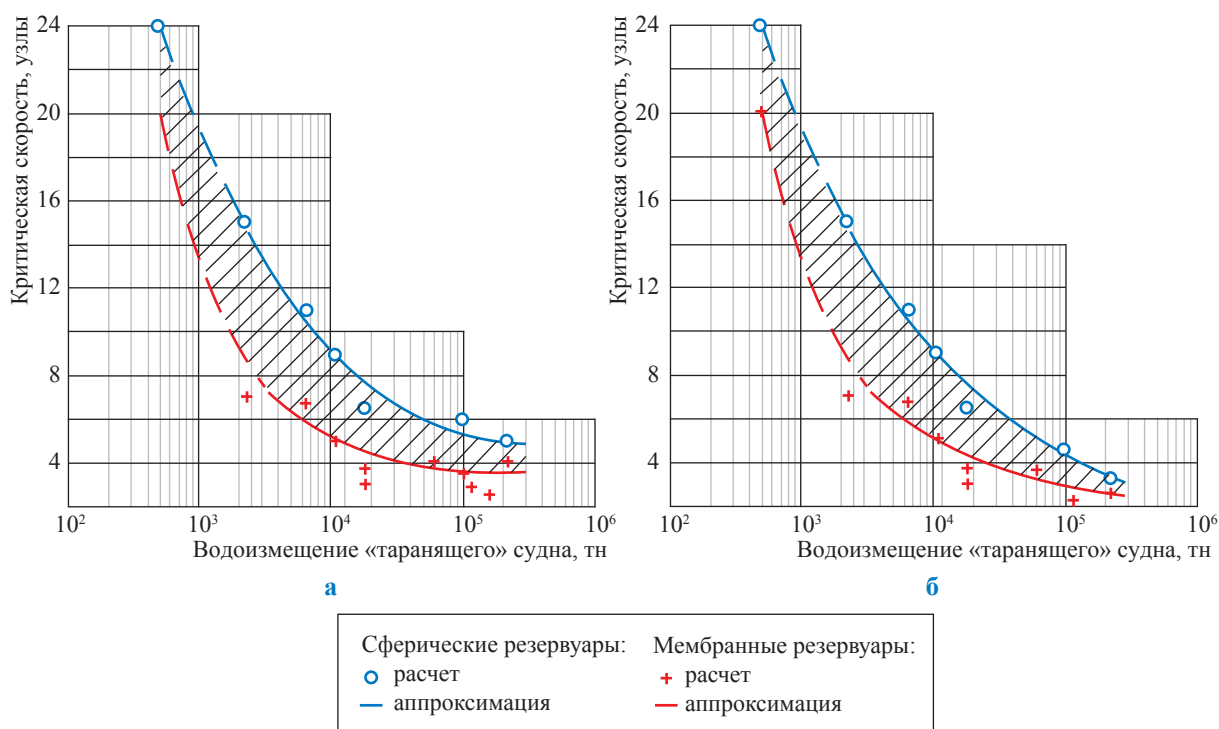 Критическая скорость, узлы
24
20
16
12
8
4
10² 10³ 10⁴ 10⁵ 10⁶
Водоизмещение «таранящего» судна, тн
а
Критическая скорость, узлы
24
20
16
12
8
4
10² 10³ 10⁴ 10⁵ 10⁶
Водоизмещение «таранящего» судна, тн
б
Сферические резервуары:
расчет
аппроксимация
Мембранные резервуары:
расчет
аппроксимация